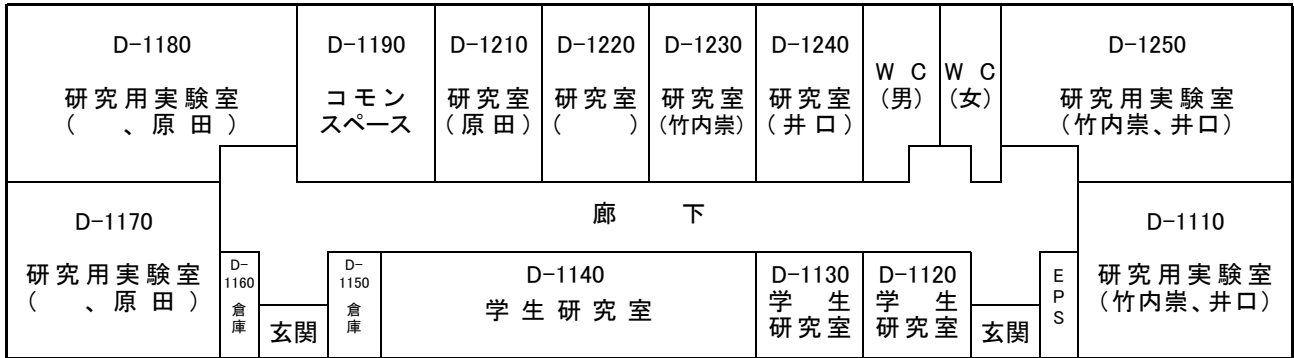 D-1180
研究用実験室
(　、原田)
D-1190
コモン
スペース
D-1210
研究室
(原田)
D-1220
研究室
(　)
D-1230
研究室
(竹内崇)
D-1240
研究室
(井口)
WC
(男)
WC
(女)
D-1250
研究用実験室
(竹内崇、井口)
廊下
D-1170
研究用実験室
(　、原田)
D-
1160
倉
庫
玄関
D-
1150
倉
庫
D-1140
学生研究室
D-1130
学生
研究室
D-1120
学生
研究室
玄関
E
P
S
D-1110
研究用実験室
(竹内崇、井口)